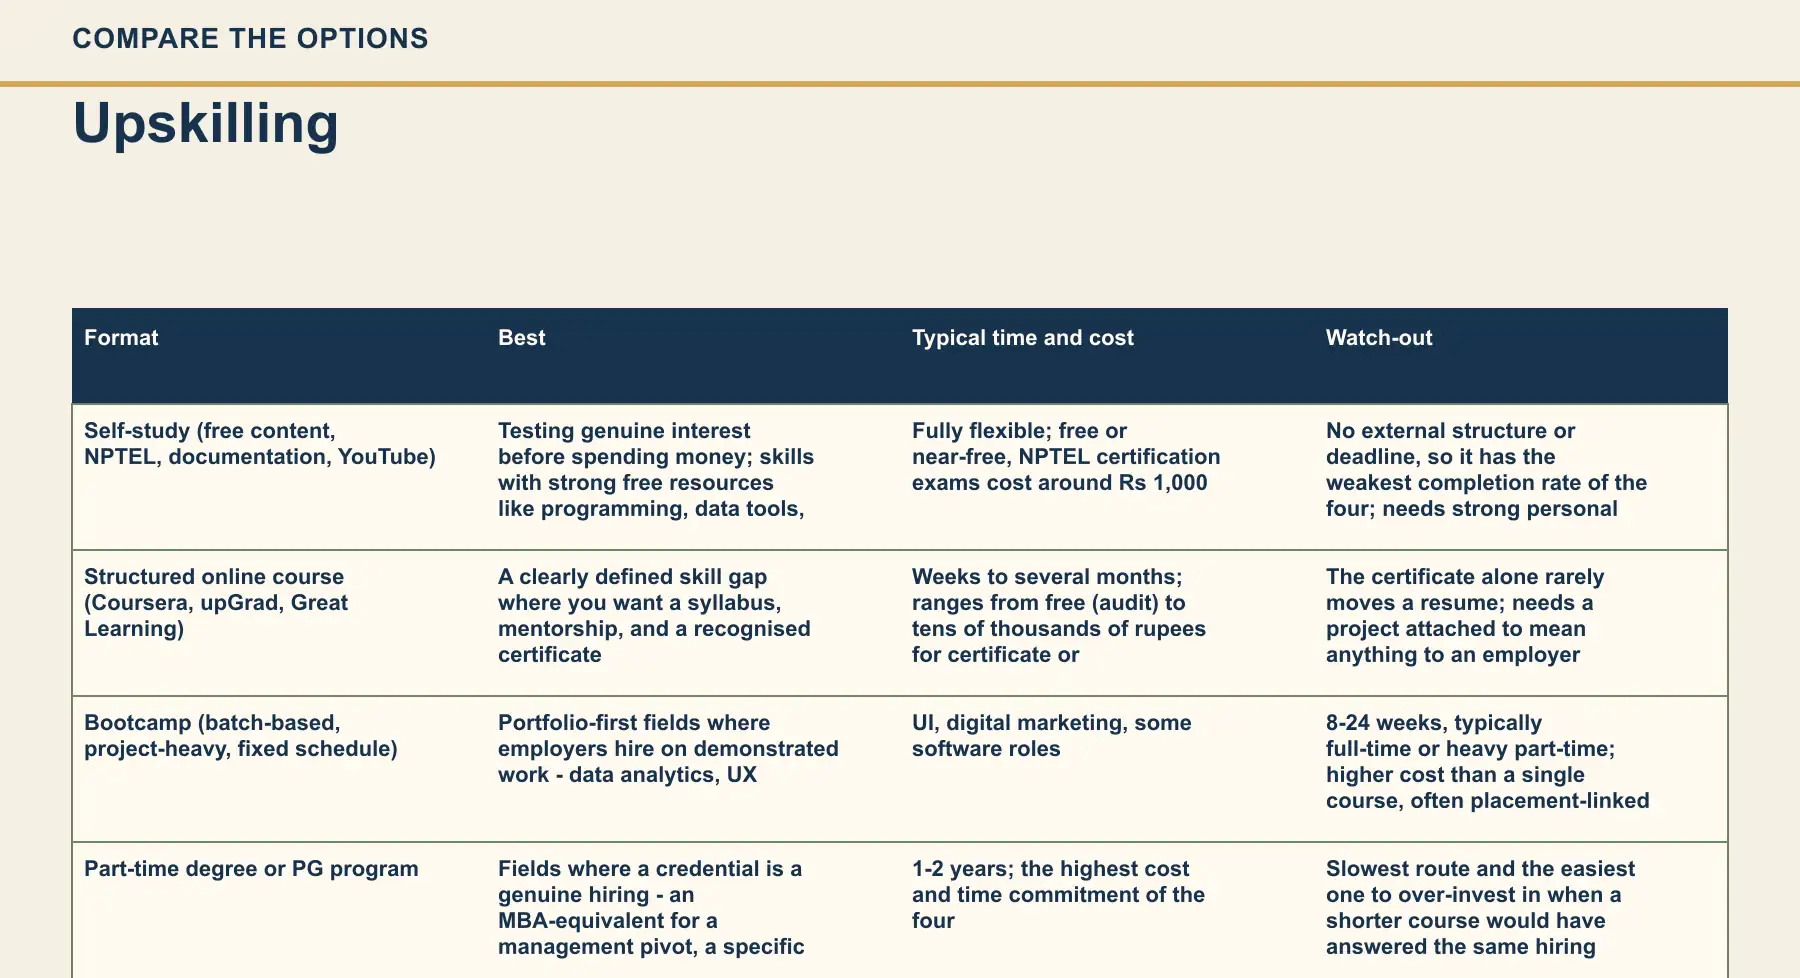 COMPARE THE OPTIONS
Upskilling
Format
Best
Typical time and cost
Watch-out
Self-study (free content,
NPTEL, documentation, YouTube)
Testing genuine interest
before spending money; skills
with strong free resources
like programming, data tools,
Fully flexible; free or
near-free, NPTEL certification
exams cost around Rs 1,000
No external structure or
deadline, so it has the
weakest completion rate of the
four; needs strong personal
Structured online course
(Coursera, upGrad, Great
Learning)
A clearly defined skill gap
where you want a syllabus,
mentorship, and a recognised
certificate
Weeks to several months;
ranges from free (audit) to
tens of thousands of rupees
for certificate or
The certificate alone rarely
moves a resume; needs a
project attached to mean
anything to an employer
Bootcamp (batch-based,
project-heavy, fixed schedule)
Portfolio-first fields where
employers hire on demonstrated
work - data analytics, UX
UI, digital marketing, some
software roles
8-24 weeks, typically
full-time or heavy part-time;
higher cost than a single
course, often placement-linked
Part-time degree or PG program
Fields where a credential is a
genuine hiring - an
MBA-equivalent for a
management pivot, a specific
1-2 years; the highest cost
and time commitment of the
four
Slowest route and the easiest
one to over-invest in when a
shorter course would have
answered the same hiring